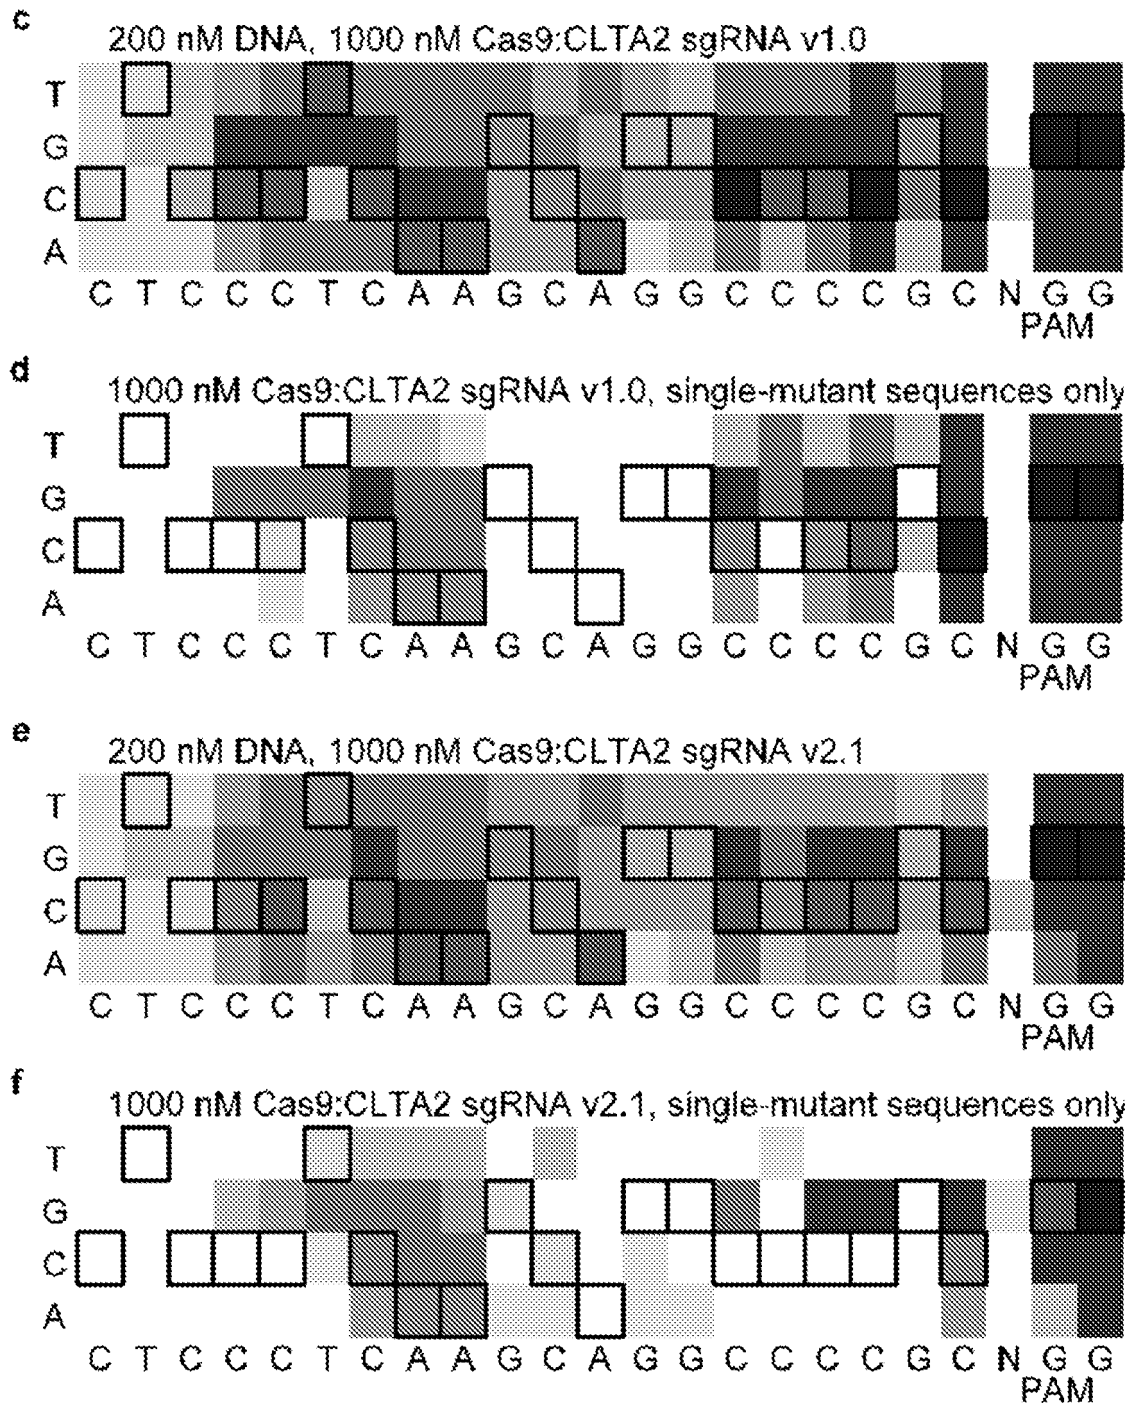 c
200 nM DNA, 1000 nM Cas9:CLTA2 sgRNA v1.0
T
G
C
A
C T C C C T C A A G C A G G C C C C G C N G G
PAM
d
1000 nM Cas9:CLTA2 sgRNA v1.0, single-mutant sequences only
T
G
C
A
C T C C C T C A A G C A G G C C C C G C N G G
PAM
e
200 nM DNA, 1000 nM Cas9:CLTA2 sgRNA v2.1
T
G
C
A
C T C C C T C A A G C A G G C C C C G C N G G
PAM
f
1000 nM Cas9:CLTA2 sgRNA v2.1, single-mutant sequences only
T
G
C
A
C T C C C T C A A G C A G G C C C C G C N G G
PAM